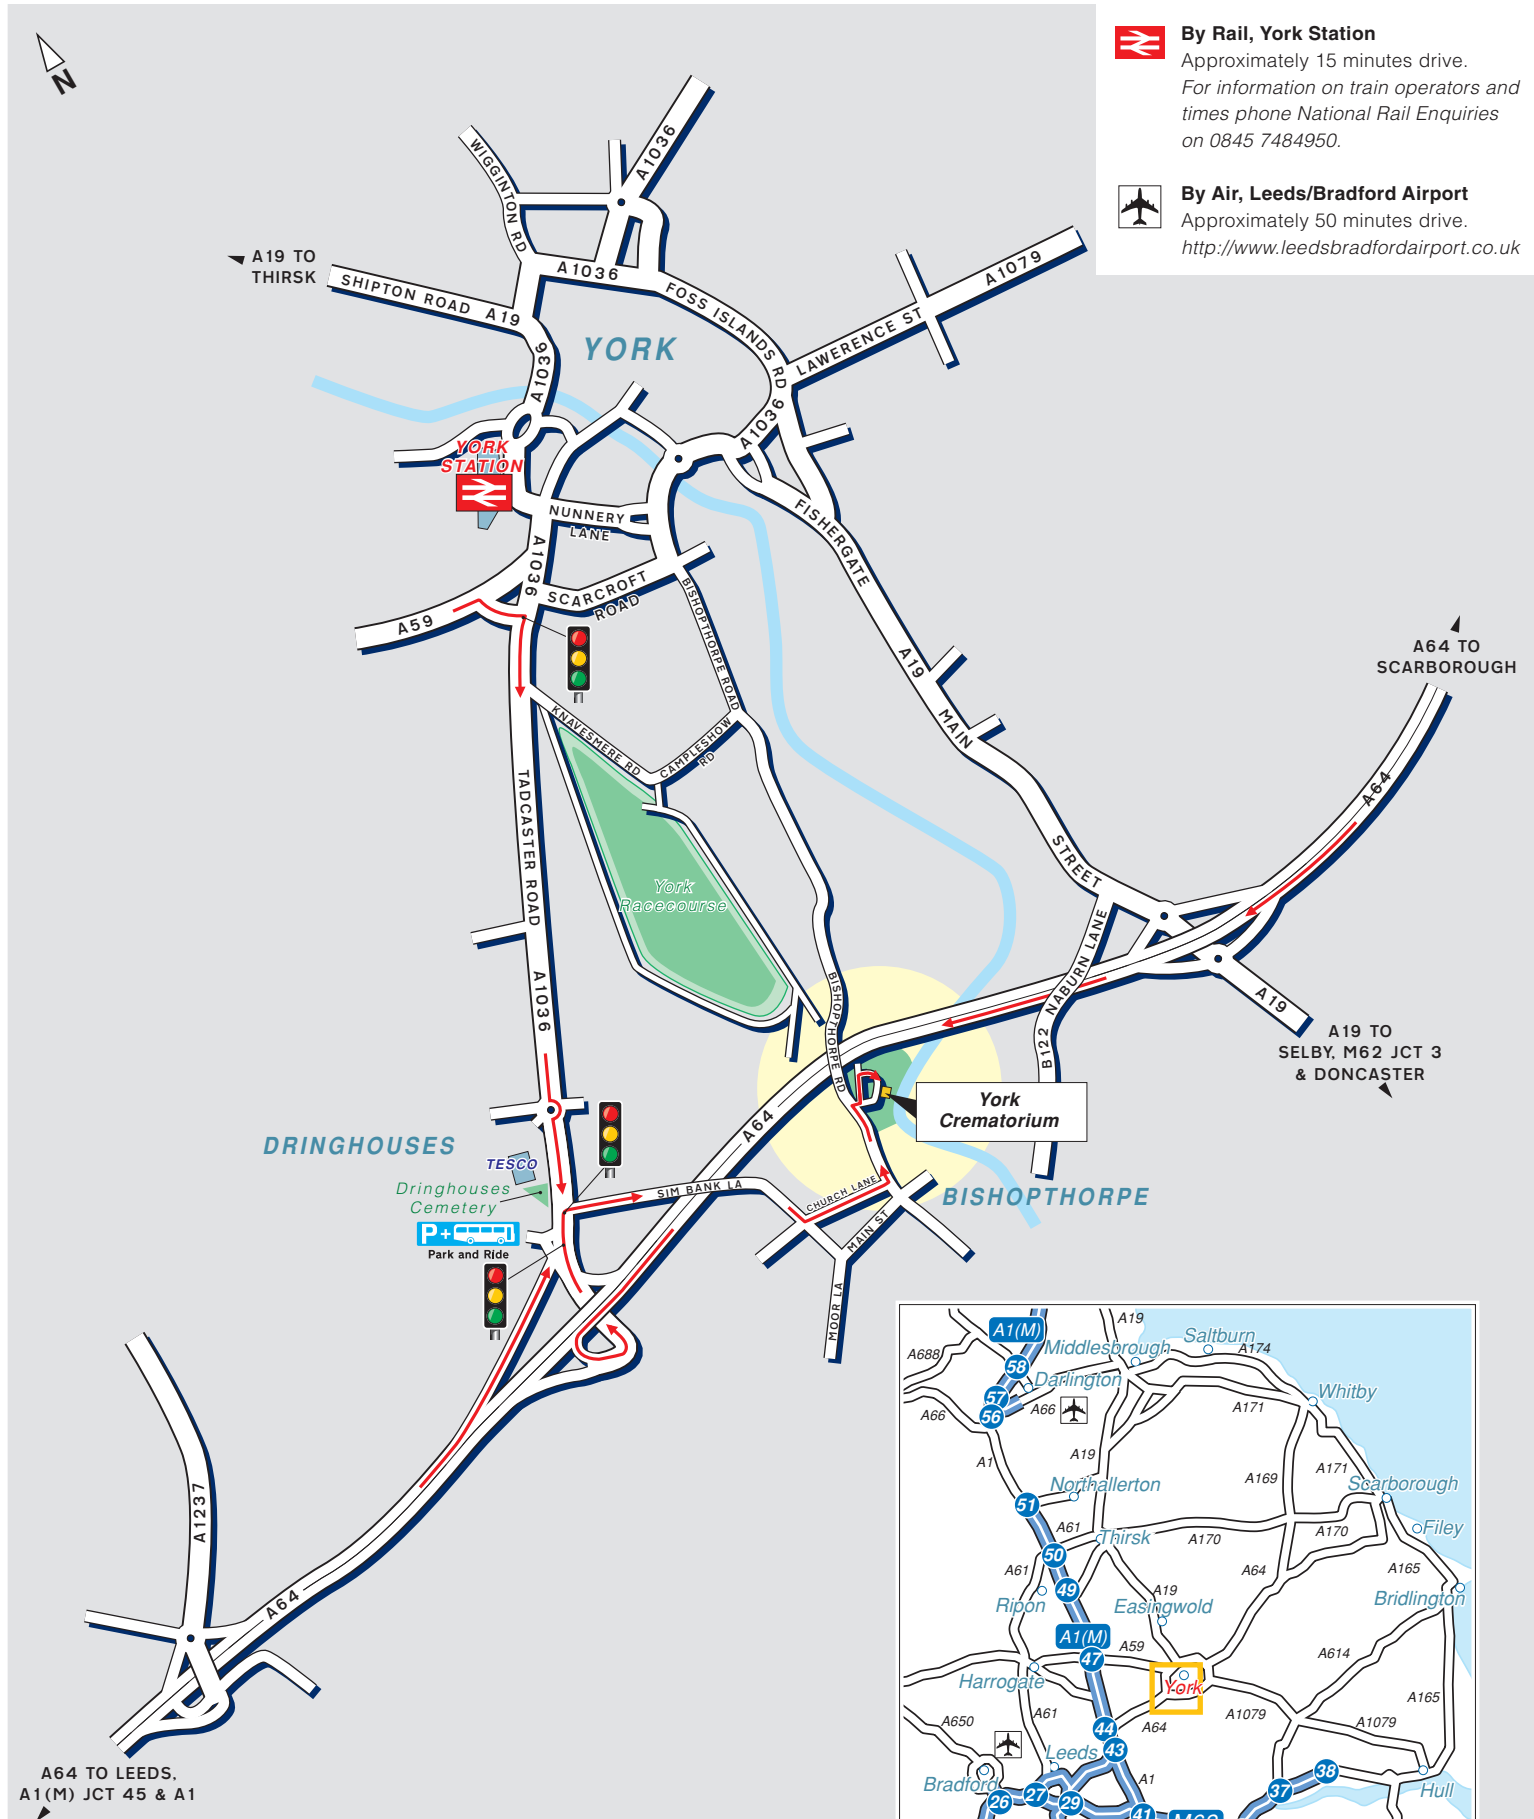 N
By Rail, York Station
Approximately 15 minutes drive.
For information on train operators and
times phone National Rail Enquiries
on 0845 7484950.
By Air, Leeds/Bradford Airport
Approximately 50 minutes drive.
http://www.leedsbradfordairport.co.uk
A1036
WIGGINTON RD
A19 TO
THIRSK
SHIPTON ROAD A19
A1036
FOSS ISLANDS RD
A1079
LAWERENCE ST
YORK
A1036
A1036
YORK
STATION
NUNNERY
LANE
FISHERGATE
A1036
SCARCROFT
ROAD
A59
BISHOPTHORPE ROAD
A19
MAIN
STREET
A64 TO
SCARBOROUGH
A64
KNAVESMERE RD
CAMPLESHOW
RD
TADCASTER ROAD
York
Racecourse
A1036
BISHOPTHORPE RD
NABURN LANE
B122
A19
A19 TO
SELBY, M62 JCT 3
& DONCASTER
York
Crematorium
A64
DRINGHOUSES
TESCO
Dringhouses
Cemetery
P+
Park and Ride
SIM BANK LA
CHURCH LANE
MAIN ST
BISHOPTHORPE
MOOR LA
A1237
A64
A64 TO LEEDS,
A1(M) JCT 45 & A1
A1(M)
A19
Saltburn
A174
A688
Middlesbrough
58
Darlington
57
56
A66
A66
Whitby
A171
A1
A19
A169
A171
Northallerton
Scarborough
51
A61
Thirsk
A170
A170
Filey
50
A61
49
A19
A64
A165
Ripon
Easingwold
Bridlington
A1(M)
47
A59
A614
Harrogate
York
A165
A650
A61
44
A64
A1079
A1079
Leeds
43
Bradford
A1
38
37
Hull
26
27
29
41
M62